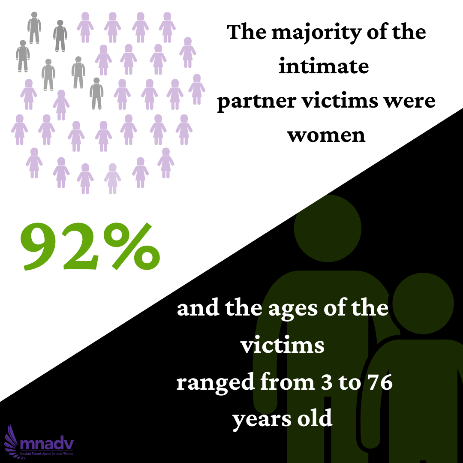 The majority of the
intimate
partner victims were
women
92%
and the ages of the
victims
ranged from 3 to 76
years old
mnadv